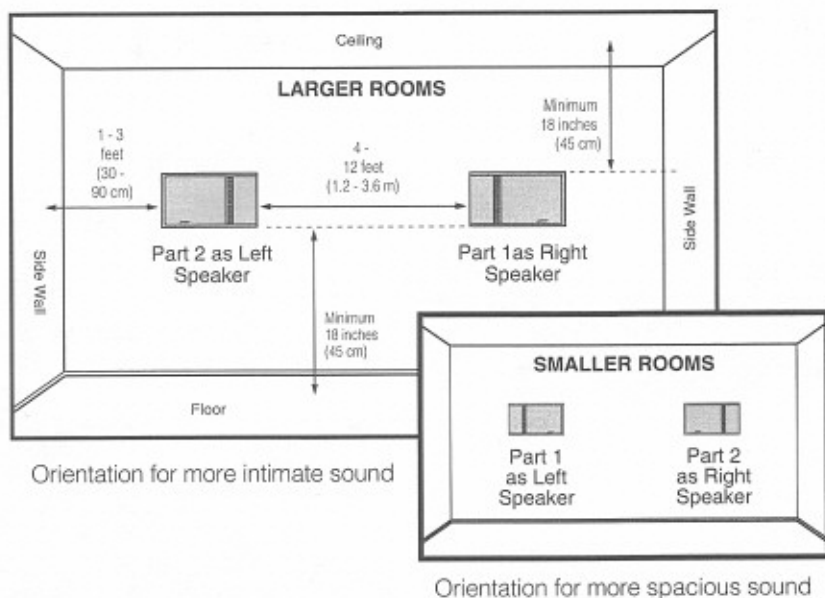 Ceiling
LARGER ROOMS
Minimum
18 inches
(45 cm)
1 - 3
feet
(30 -
90 cm)
4 -
12 feet
(1.2 - 3.6 m)
Side Wall
Side Wall
Part 2 as Left
Speaker
Part 1as Right
Speaker
Minimum
18 inches
(45 cm)
Floor
Orientation for more intimate sound
SMALLER ROOMS
Part 1
as Left
Speaker
Part 2
as Right
Speaker
Orientation for more spacious sound